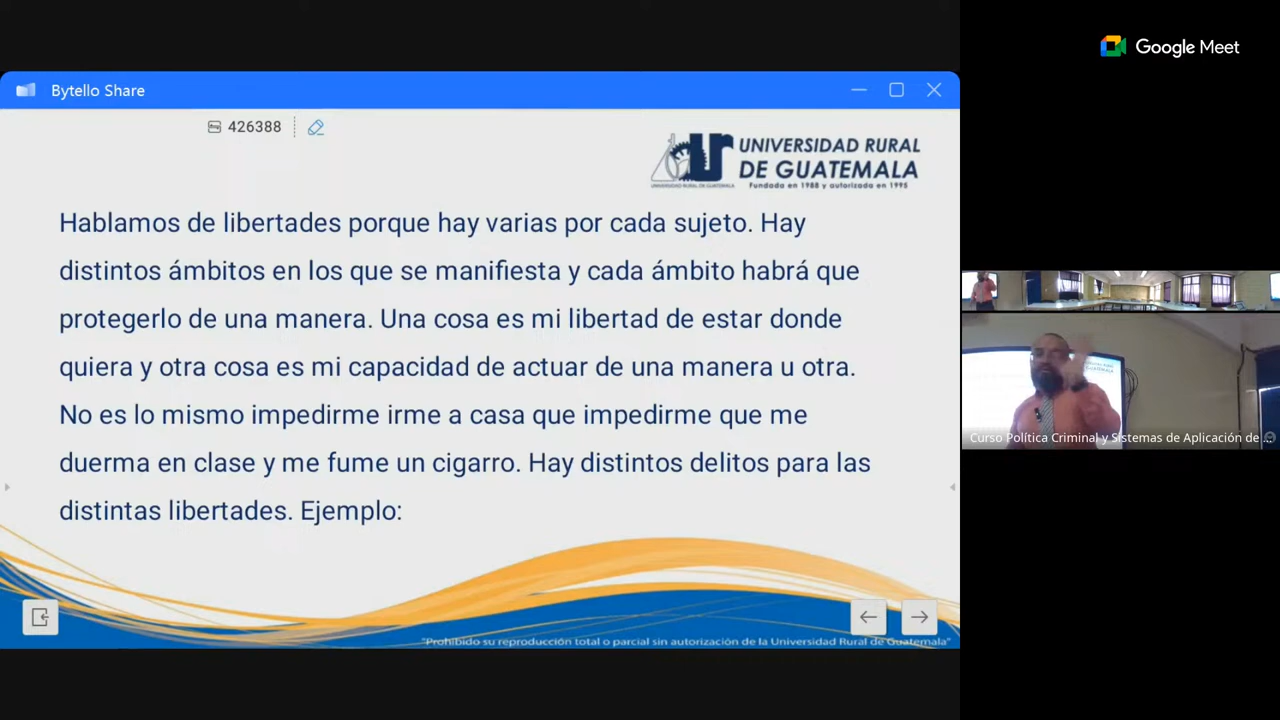 Google Meet
Bytello Share
426388
UNIVERSIDAD RURAL
DE GUATEMALA
UNIVERSIDAD RURAL DE GUATEMALA
Fundada en 1988 y autorizada en 1995
Hablamos de libertades porque hay varias por cada sujeto. Hay
distintos ámbitos en los que se manifiesta y cada ámbito habrá que
protegerlo de una manera. Una cosa es mi libertad de estar donde
quiera y otra cosa es mi capacidad de actuar de una manera u otra.
No es lo mismo impedirme irme a casa que impedirme que me
duerma en clase y me fume un cigarro. Hay distintos delitos para las
distintas libertades. Ejemplo:
"Prohibido su reproducción total o parcial sin autorización de la Universidad Rural de Guatemala"
Curso Política Criminal y Sistemas de Aplicación de ...